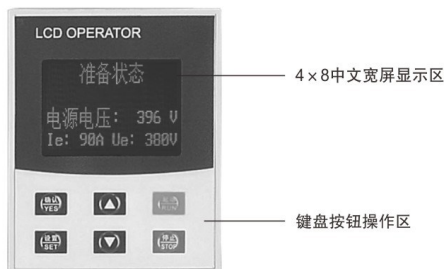 LCD OPERATOR
准备状态
4×8中文宽屏显示区
电源电压: 396 V
Ie: 90A Ue: 380V
确认
YES
键盘按钮操作区
设置
SET
停止
STOP